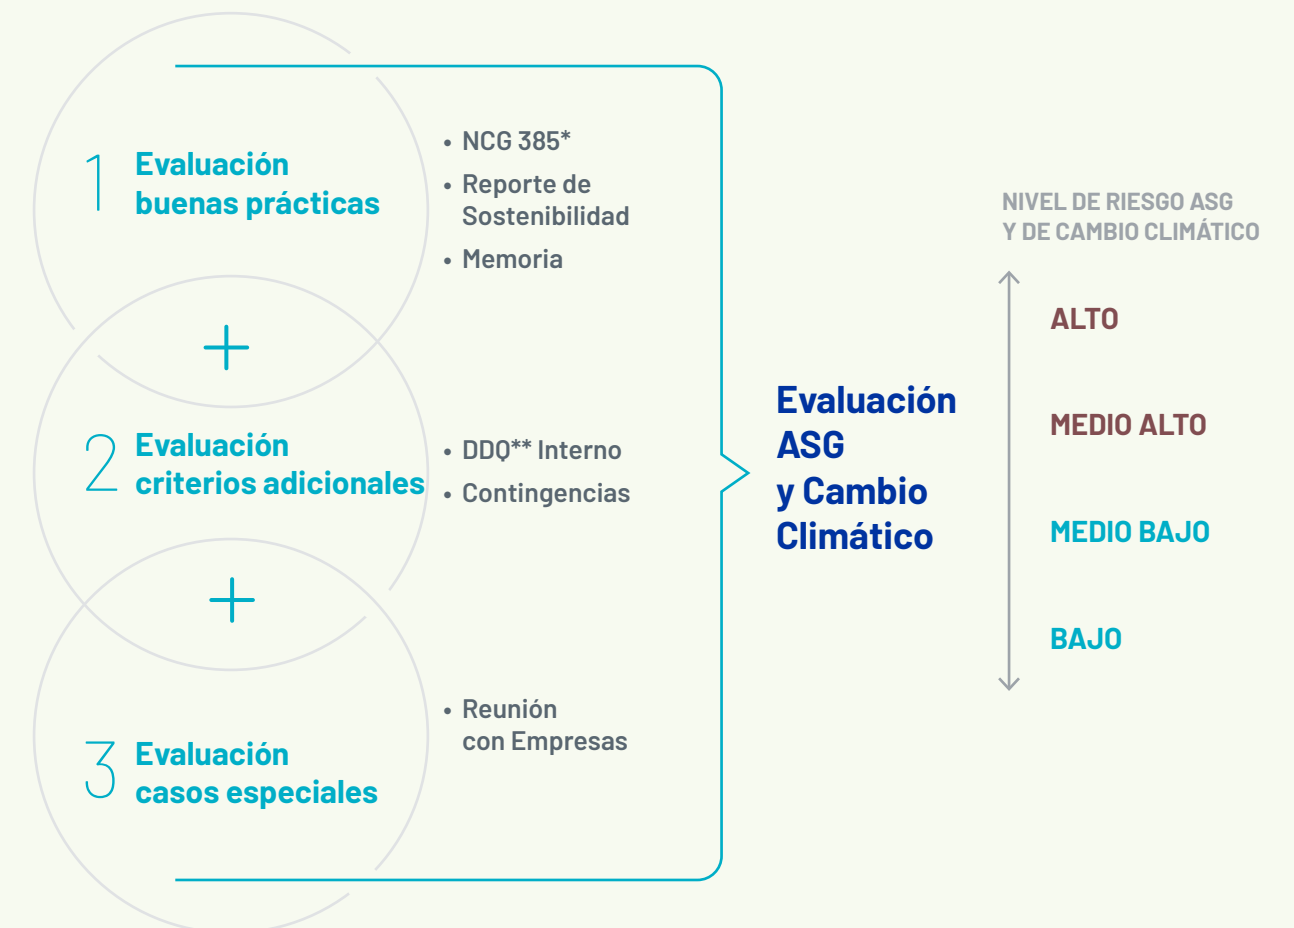 1
Evaluación
buenas prácticas
• NCG 385*
• Reporte de
Sostenibilidad
• Memoria
+
2
Evaluación
criterios adicionales
• DDQ** Interno
• Contingencias
+
3
Evaluación
casos especiales
• Reunión
con Empresas
Evaluación
ASG
y Cambio
Climático
NIVEL DE RIESGO ASG
Y DE CAMBIO CLIMÁTICO
ALTO
MEDIO ALTO
MEDIO BAJO
BAJO